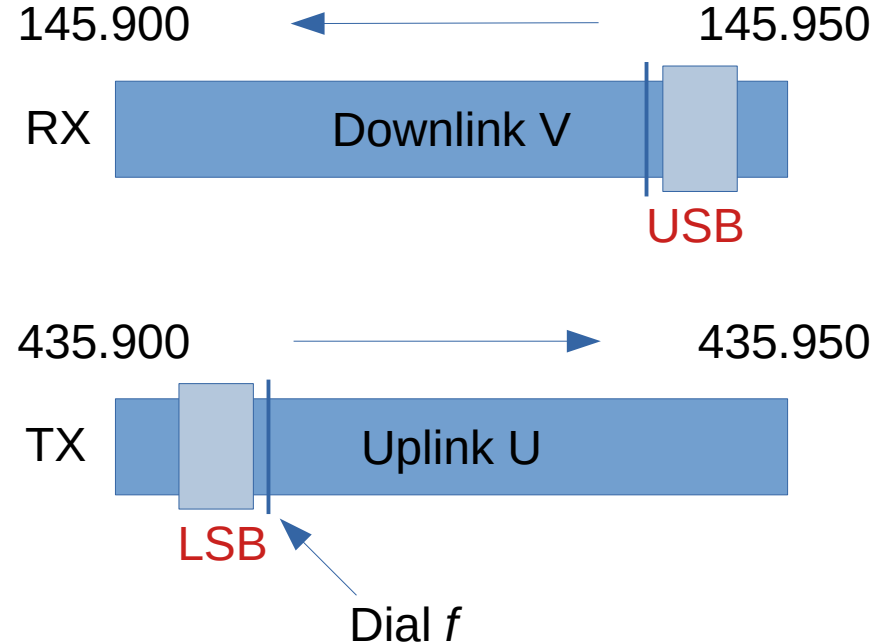 145.900 145.950
RX Downlink V
USB
435.900 435.950
TX Uplink U
LSB
Dial f